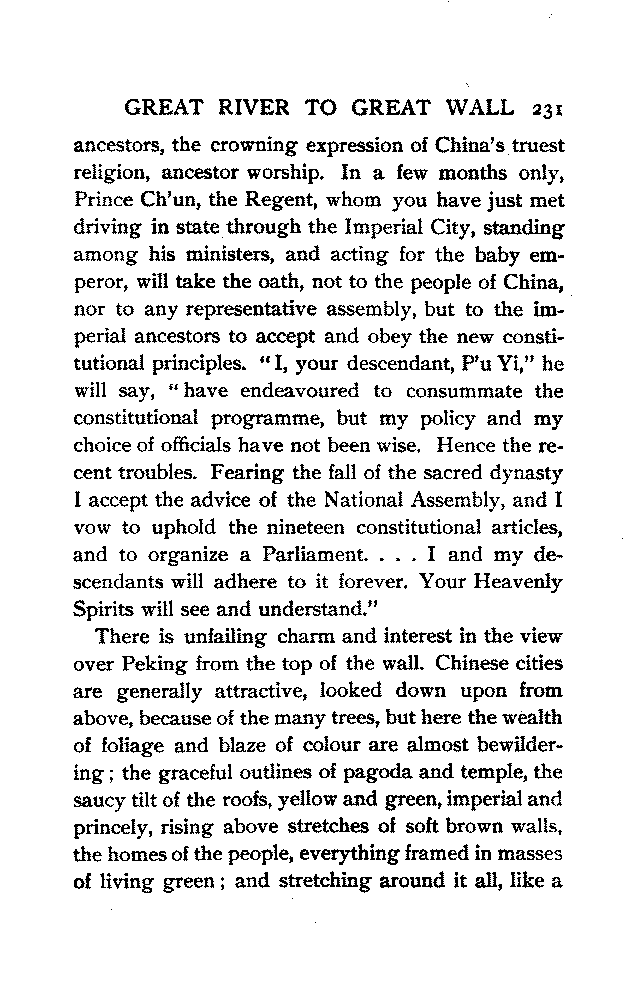 GREAT RIVER TO GREAT WALL 231
ancestors, the crowning expression of China's truest
religion, ancestor worship. In a few months only,
Prince Ch'un, the Regent, whom you have just met
driving in state through the Imperial City, standing
among his ministers, and acting for the baby em-
peror, will take the oath, not to the people of China,
nor to any representative assembly, but to the im-
perial ancestors to accept and obey the new consti-
tutional principles. "I, your descendant, P'u Yi," he
will say, "have endeavoured to consummate the
constitutional programme, but my policy and my
choice of officials have not been wise. Hence the re-
cent troubles. Fearing the fall of the sacred dynasty
I accept the advice of the National Assembly, and I
vow to uphold the nineteen constitutional articles,
and to organize a Parliament. . . . I and my de-
scendants will adhere to it forever. Your Heavenly
Spirits will see and understand."
There is unfailing charm and interest in the view
over Peking from the top of the wall. Chinese cities
are generally attractive, looked down upon from
above, because of the many trees, but here the wealth
of foliage and blaze of colour are almost bewilder-
ing; the graceful outlines of pagoda and temple, the
saucy tilt of the roofs, yellow and green, imperial and
princely, rising above stretches of soft brown walls,
the homes of the people, everything framed in masses
of living green; and stretching around it all, like a